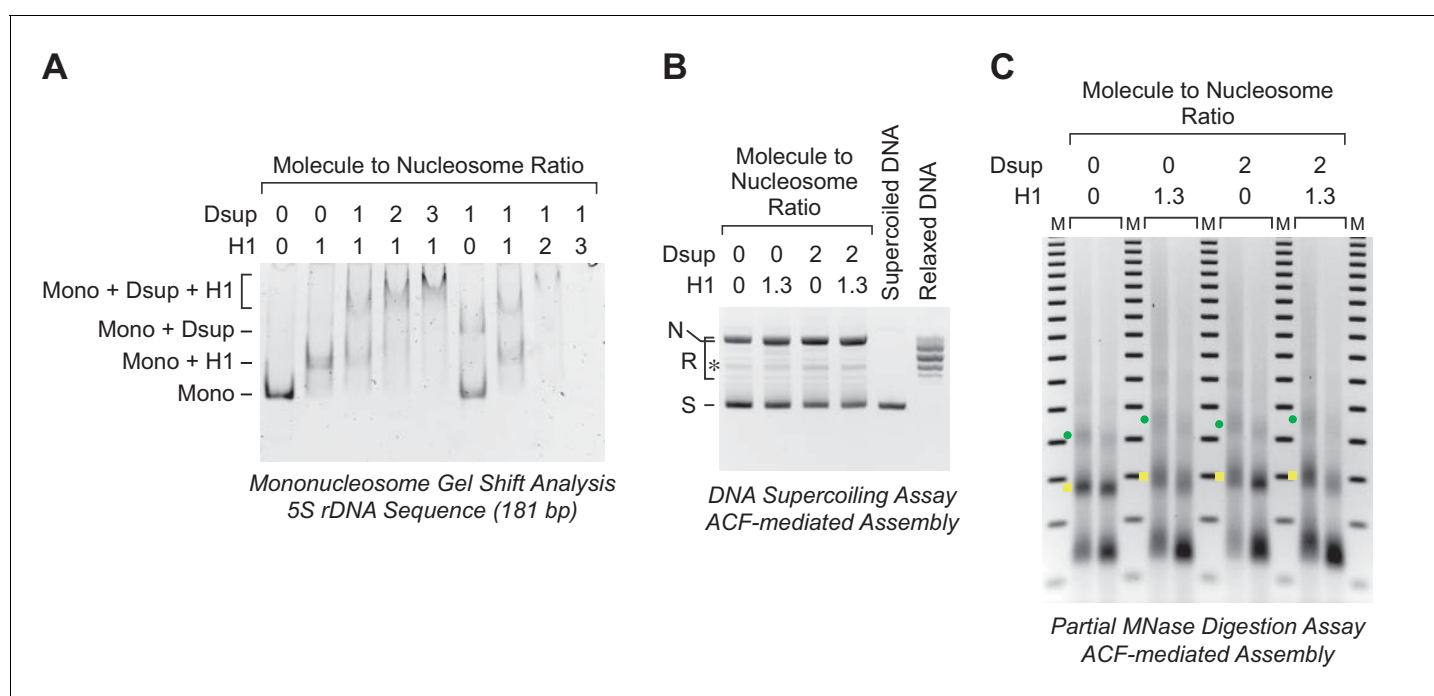 A
Molecule to Nucleosome Ratio
Dsup 0 0 1 2 3 1 1 1 1
H1 0 1 1 1 1 0 1 2 3
Mono + Dsup + H1
Mono + Dsup
Mono + H1
Mono
Mononucleosome Gel Shift Analysis
5S rDNA Sequence (181 bp)
B
Molecule to
Nucleosome
Ratio
Supercoiled DNA
Relaxed DNA
Dsup 0 0 2 2
H1 0 1.3 0 1.3
N
R *
S
DNA Supercoiling Assay
ACF-mediated Assembly
C
Molecule to Nucleosome
Ratio
Dsup 0 0 2 2
H1 0 1.3 0 1.3
M M M M M
Partial MNase Digestion Assay
ACF-mediated Assembly